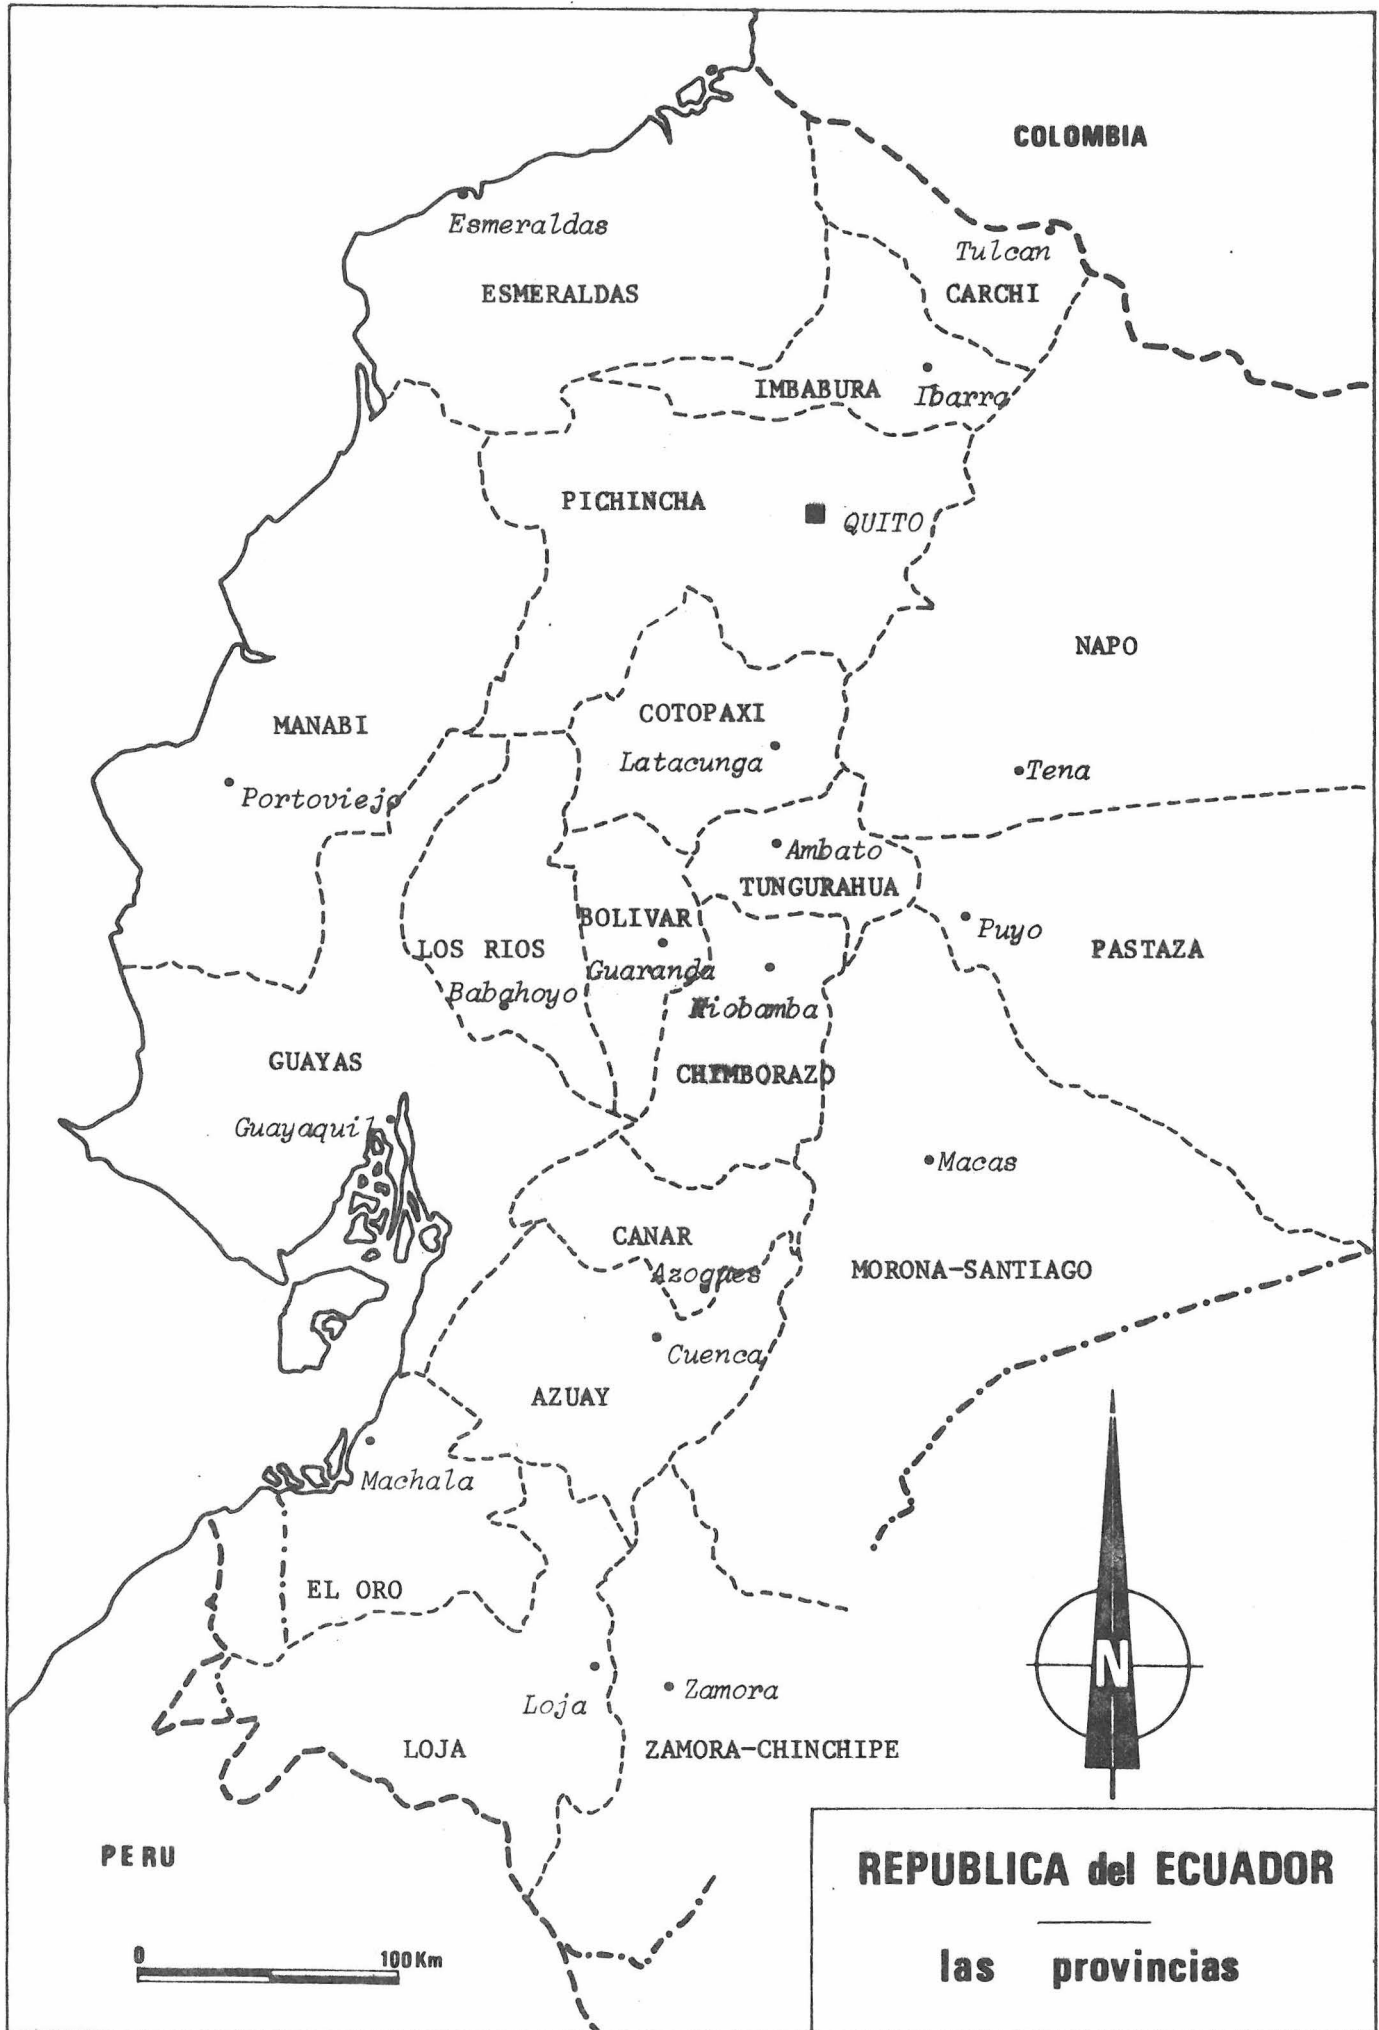 COLOMBIA
Esmeraldas
Tulcan
ESMERALDAS
CARCHI
IMBABURA
Ibarra
PICHINCHA
QUITO
NAPO
COTOPAXI
MANABI
Latacunga
Tena
Portoviejo
Ambato
TUNGURAHUA
BOLIVAR
Puyo
LOS RIOS
PASTAZA
Guaranda
Babahoyo
Riobamba
GUAYAS
CHIMBORAZO
Guayaquil
Macas
CANAR
Azogues
MORONA-SANTIAGO
Cuenca
AZUAY
Machala
EL ORO
N
Zamora
Loja
LOJA
ZAMORA-CHINCHIPE
PERU
REPUBLICA del ECUADOR
0 100Km
las provincias